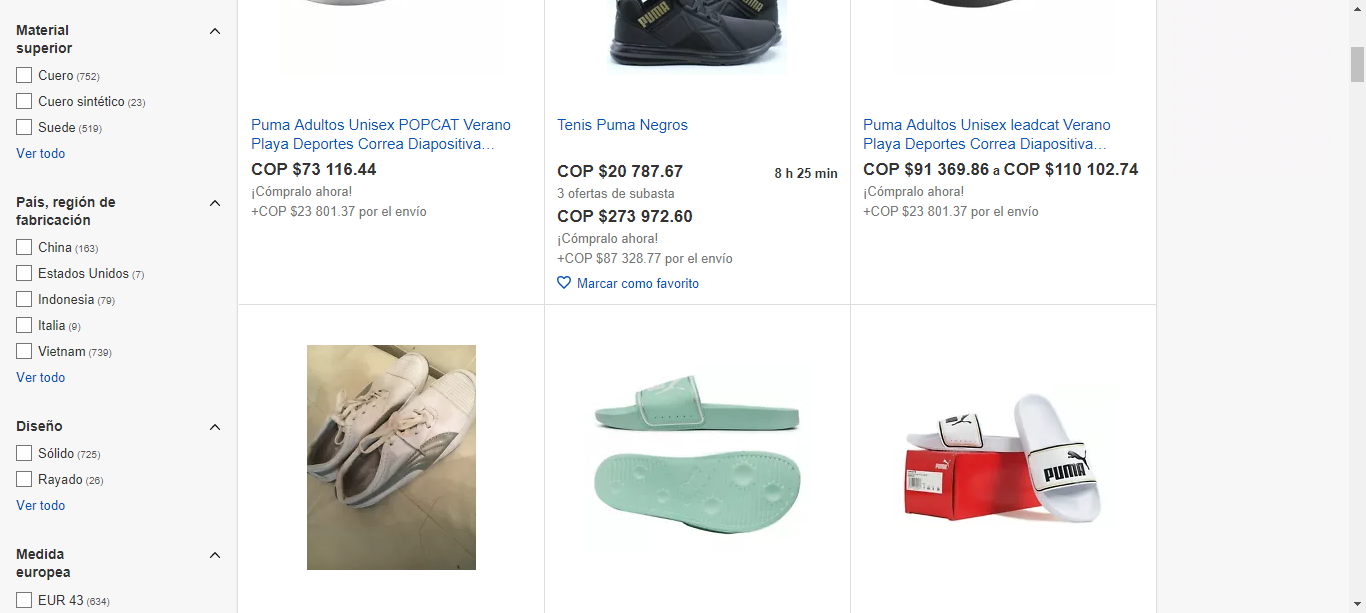 Material
superior
Cuero (752)
Cuero sintético (23)
Suede (519)
Ver todo
País, región de
fabricación
China (163)
Estados Unidos (7)
Indonesia (79)
Italia (9)
Vietnam (739)
Ver todo
Diseño
Sólido (725)
Rayado (26)
Ver todo
Medida
europea
EUR 43 (634)
Puma Adultos Unisex POPCAT Verano
Playa Deportes Correa Diapositiva...
COP $73 116.44
¡Cómpralo ahora!
+COP $23 801.37 por el envío
PUMA
Tenis Puma Negros
COP $20 787.67
8 h 25 min
3 ofertas de subasta
COP $273 972.60
¡Cómpralo ahora!
+COP $87 328.77 por el envío
Marcar como favorito
Puma Adultos Unisex leadcat Verano
Playa Deportes Correa Diapositiva...
COP $91 369.86 a COP $110 102.74
¡Cómpralo ahora!
+COP $23 801.37 por el envío
PUMA
PUMA